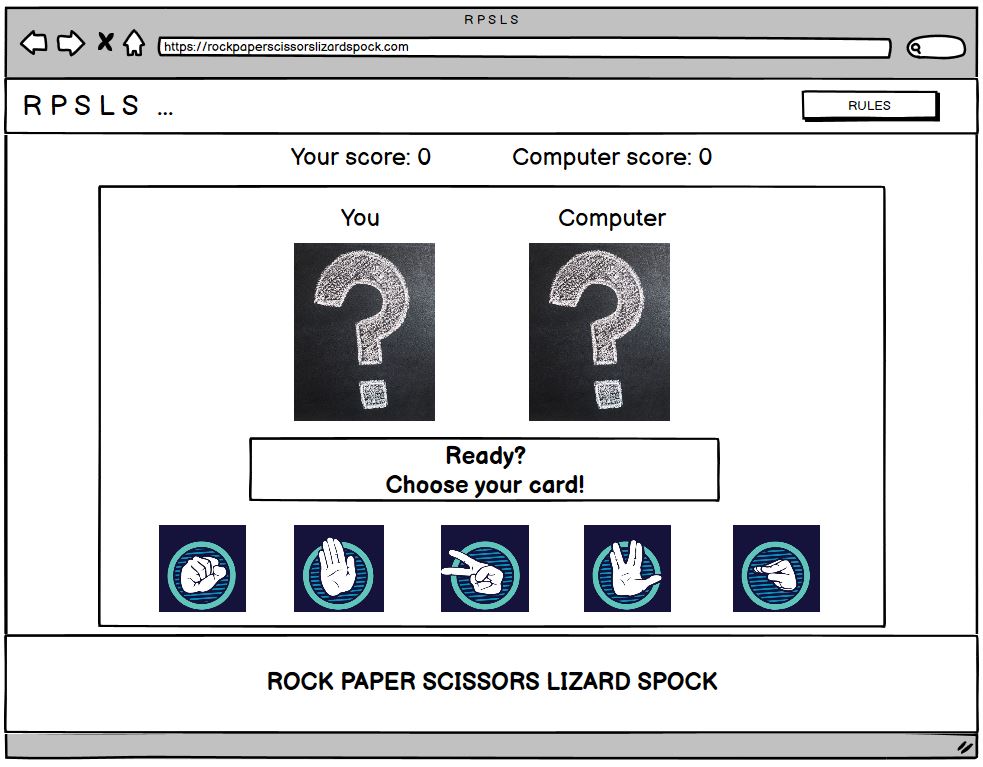 R P S L S
https://rockpaperscissorslizardspock.com
R P S L S ...
RULES
Your score: 0 Computer score: 0
You Computer
? ?
Ready?
Choose your card!
ROCK PAPER SCISSORS LIZARD SPOCK